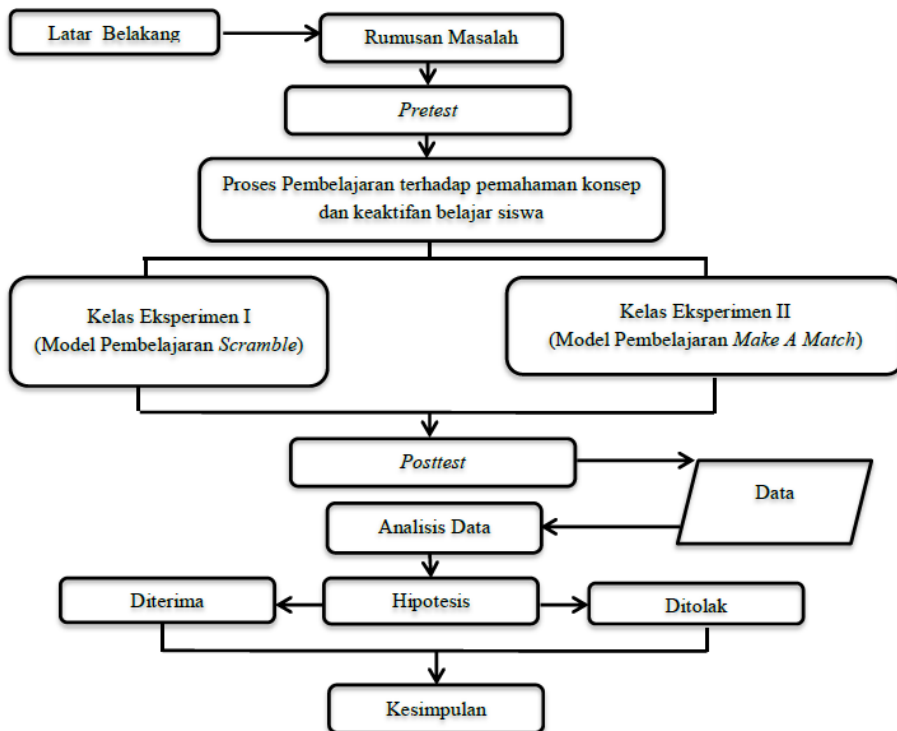 Latar Belakang
Rumusan Masalah
Pretest
Proses Pembelajaran terhadap pemahaman konsep
dan keaktifan belajar siswa
Kelas Eksperimen I
(Model Pembelajaran Scramble)
Kelas Eksperimen II
(Model Pembelajaran Make A Match)
Posttest
Data
Analisis Data
Diterima
Hipotesis
Ditolak
Kesimpulan